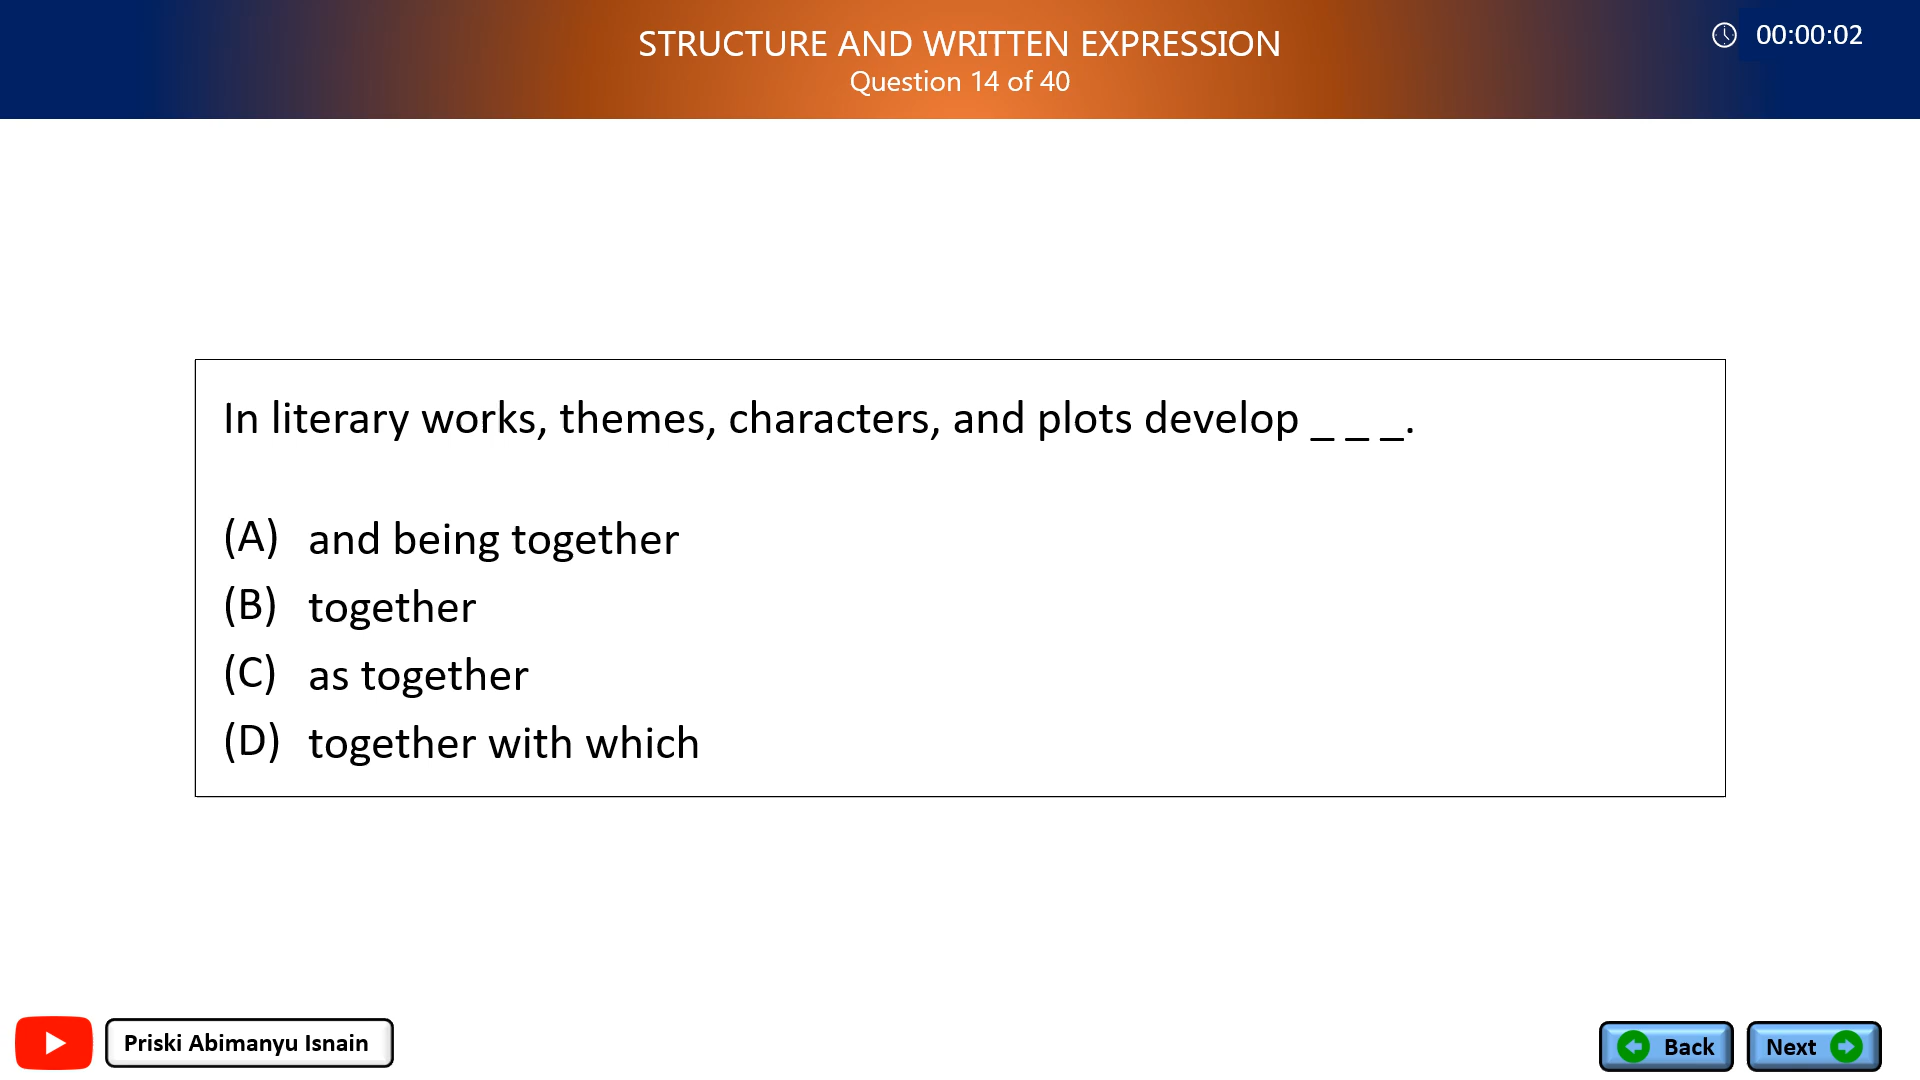 STRUCTURE AND WRITTEN EXPRESSION
Question 14 of 40
00:00:02
In literary works, themes, characters, and plots develop _ _ _.
(A) and being together
(B) together
(C) as together
(D) together with which
Priski Abimanyu Isnain
Back
Next